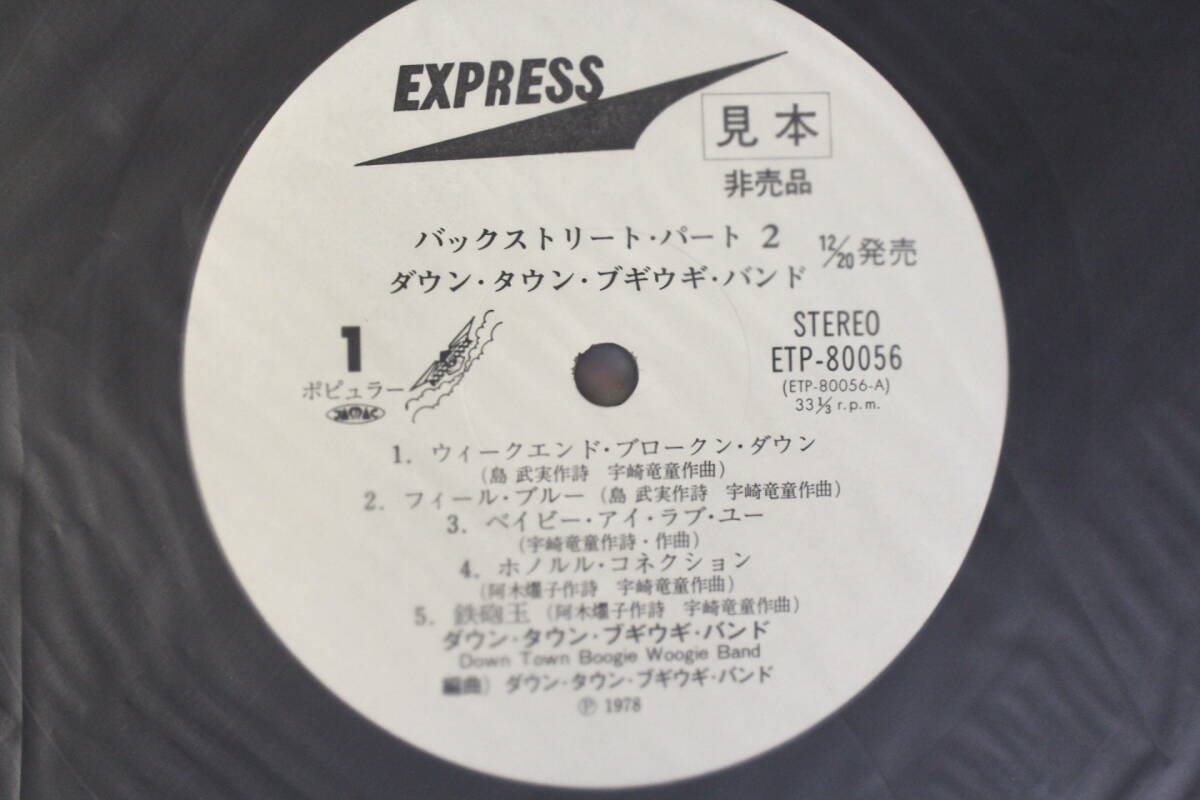 EXPRESS
見本
非売品
バックストリート・パート 2
12/20発売
ダウン・タウン・ブギウギ・バンド
1
ポピュラー
STEREO
ETP-80056
(ETP-80056-A)
33⅓ r.p.m.
1. ウィークエンド・ブロークン・ダウン
(島 武実作詩 宇崎竜童作曲)
2. フィール・ブルー (島 武実作詩 宇崎竜童作曲)
3. ベイビー・アイ・ラブ・ユー
(宇崎竜童作詩・作曲)
4. ホノルル・コネクション
(阿木燿子作詩 宇崎竜童作曲)
5. 鉄砲玉 (阿木燿子作詩 宇崎竜童作曲)
ダウン・タウン・ブギウギ・バンド
Down Town Boogie Woogie Band
編曲) ダウン・タウン・ブギウギ・バンド
Ⓟ 1978